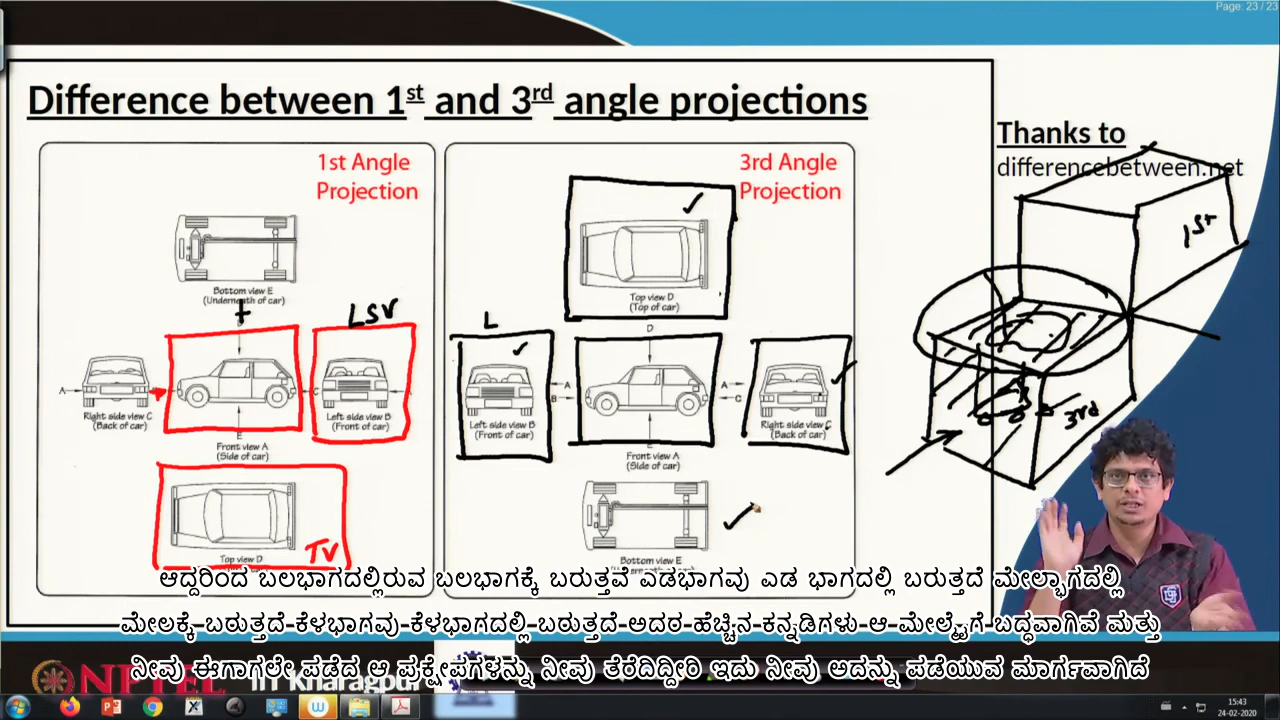 Page: 23 / 23
Difference between 1st and 3rd angle projections
Thanks to
differencebetween.net
1st Angle
Projection
Bottom view E
(Underneath of car)
f
LSV
A
C
Right side view C
(Back of car)
Left side view B
(Front of car)
E
Front view A
(Side of car)
Top view D
TV
3rd Angle
Projection
Top view D
(Top of car)
D
L
A
B
A
C
Left side view B
(Front of car)
Right side view C
(Back of car)
E
Front view A
(Side of car)
Bottom view E
1st
3rd
ಆದ್ದರಿಂದ ಬಲಭಾಗದಲ್ಲಿರುವ ಬಲಭಾಗಕ್ಕೆ ಬರುತ್ತವೆ ಎಡಭಾಗವು ಎಡ ಭಾಗದಲ್ಲಿ ಬರುತ್ತದೆ ಮೇಲ್ಭಾಗದಲ್ಲಿ
ಮೇಲಕ್ಕೆ ಬರುತ್ತದೆ ಕೆಳಭಾಗವು ಕೆಳಭಾಗದಲ್ಲಿ ಬರುತ್ತದೆ ಅದರ ಹೆಚ್ಚಿನ ಕನ್ನಡಿಗಳು ಆ ಮೇಲ್ಮೈಗೆ ಬದ್ಧವಾಗಿವೆ ಮತ್ತು
ನೀವು ಈಗಾಗಲೇ ಪಡೆದ ಆ ಪ್ರಕ್ಷೇಪಗಳನ್ನು ನೀವು ತೆರೆದಿದ್ದೀರಿ ಇದು ನೀವು ಅದನ್ನು ಪಡೆಯುವ ಮಾರ್ಗವಾಗಿದೆ
NPTEL IIT Kharagpur
15:43
24-02-2020